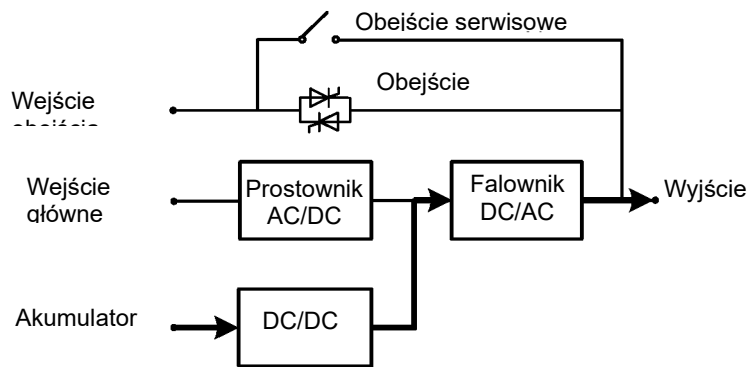 Obejście serwisowe
Obejście
Wejście
Wejście
główne
Prostownik
AC/DC
Falownik
DC/AC
Wyjście
Akumulator
DC/DC